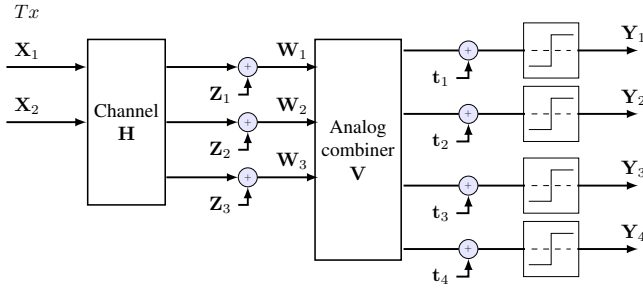 Tx
X1
X2
Channel
H
Z1
Z2
Z3
W1
W2
W3
Analog
combiner
V
t1
t2
t3
t4
Y1
Y2
Y3
Y4